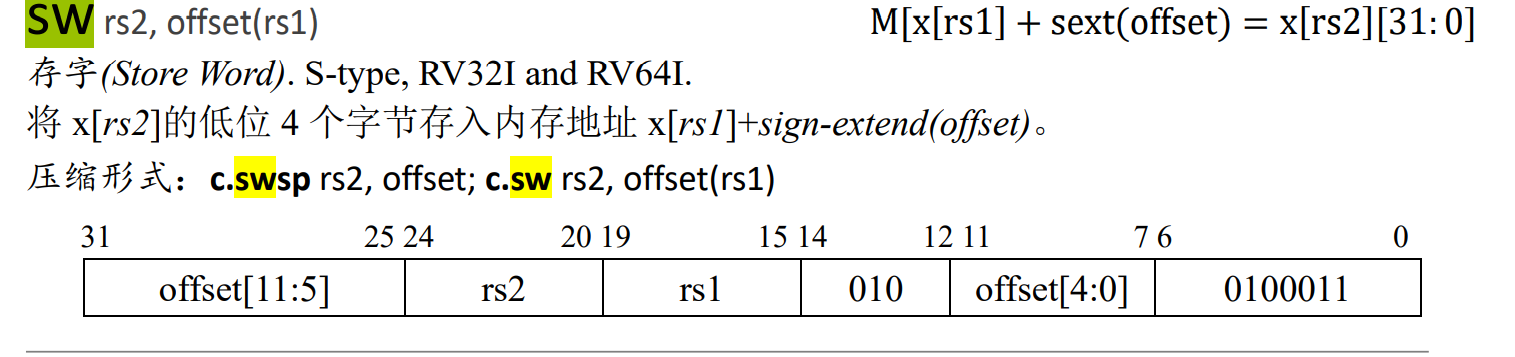 sw rs2, offset(rs1) M[x[rs1] + sext(offset) = x[rs2][31: 0]
存字(Store Word). S-type, RV32I and RV64I.
将 x[rs2]的低位 4 个字节存入内存地址 x[rs1]+sign-extend(offset)。
压缩形式：c.swsp rs2, offset; c.sw rs2, offset(rs1)
31 25 24 20 19 15 14 12 11 7 6 0
offset[11:5] rs2 rs1 010 offset[4:0] 0100011